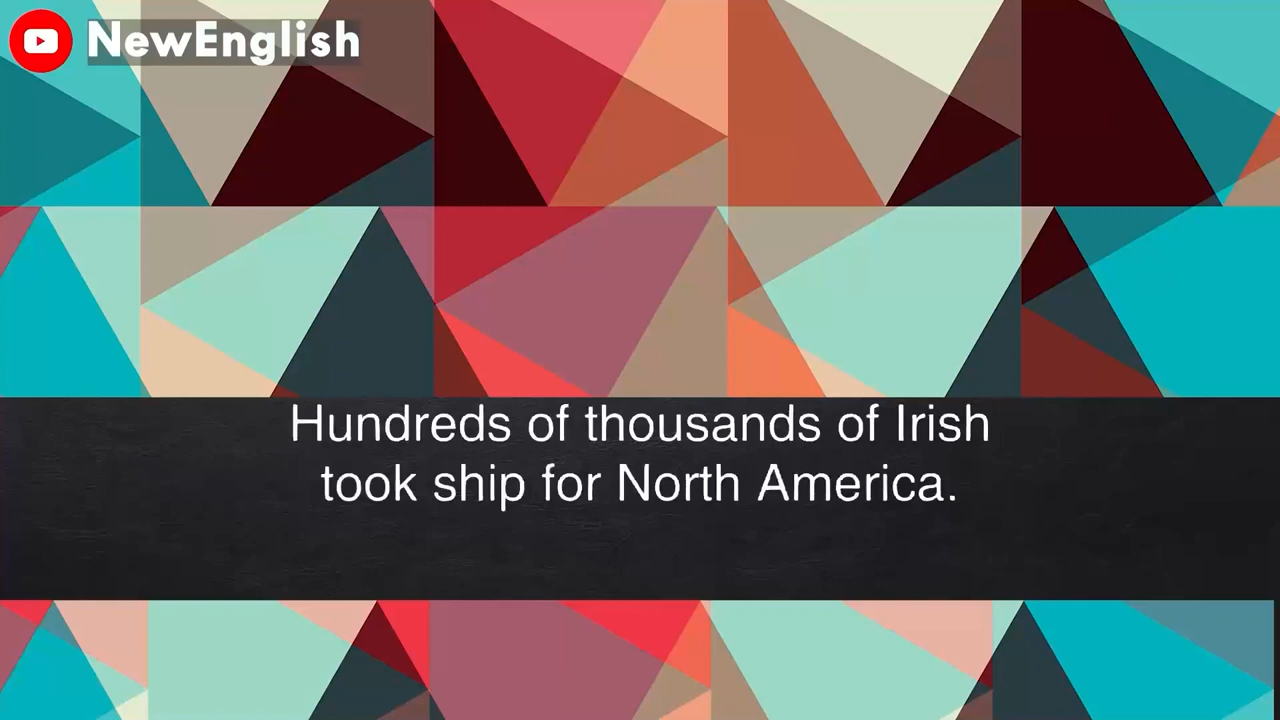 NewEnglish
Hundreds of thousands of Irish
took ship for North America.